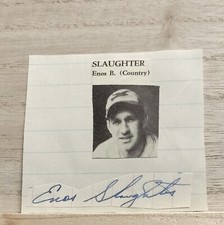 SLAUGHTER
Enos B. (Country)
Enos Slaughter